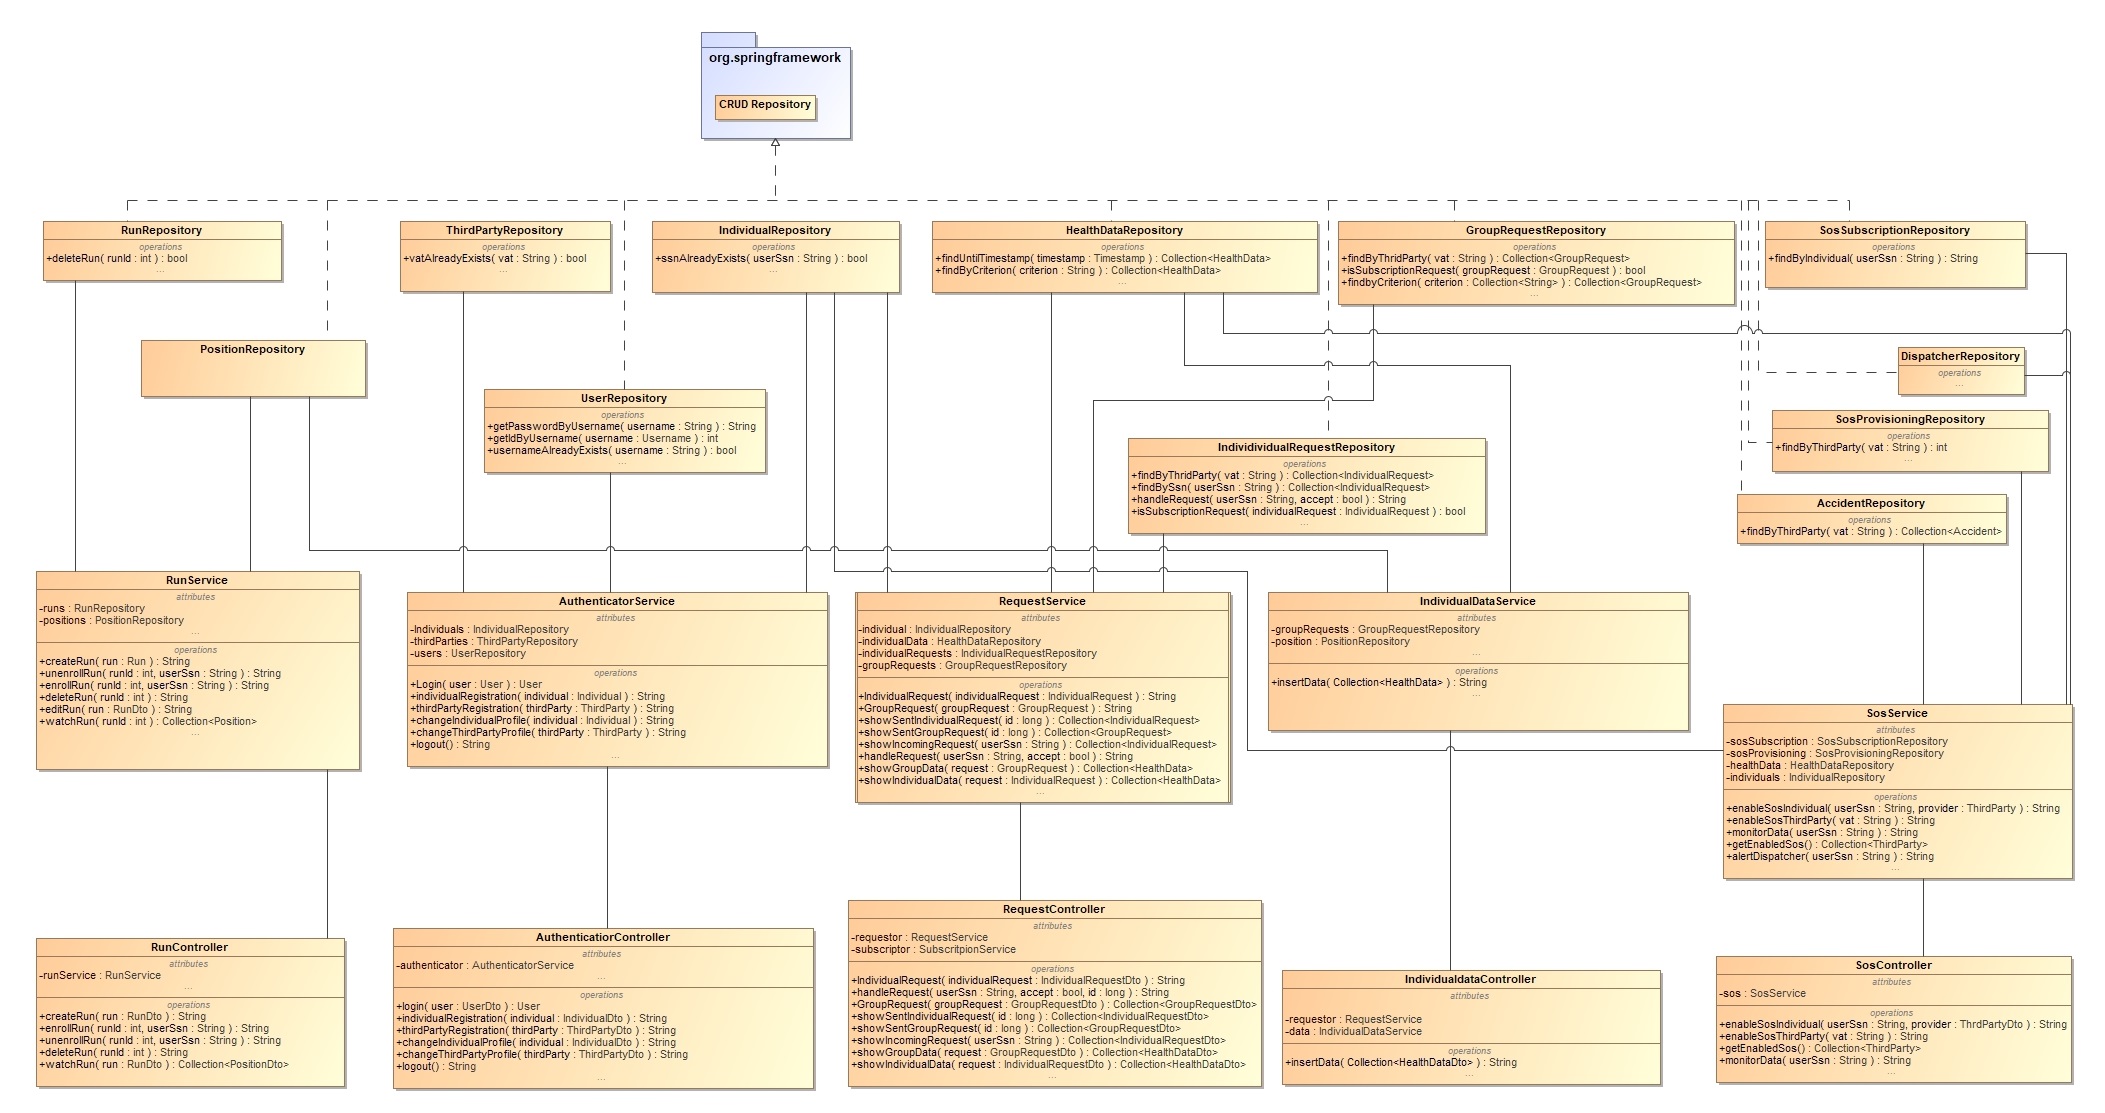 org.springframework
CRUD Repository
RunRepository
operations
+deleteRun( runId : int ) : bool
...
PositionRepository
ThirdPartyRepository
operations
+vatAlreadyExists( vat : String ) : bool
...
UserRepository
operations
+getPasswordByUsername( username : String ) : String
+getIdByUsername( username : Username ) : int
+usernameAlreadyExists( username : String ) : bool
...
IndividualRepository
operations
+ssnAlreadyExists( userSsn : String ) : bool
...
HealthDataRepository
operations
+findUntilTimestamp( timestamp : Timestamp ) : Collection<HealthData>
+findByCriterion( criterion : String ) : Collection<HealthData>
...
IndividualRequestRepository
operations
+findByThridParty( vat : String ) : Collection<IndividualRequest>
+findBySsn( userSsn : String ) : Collection<IndividualRequest>
+handleRequest( userSsn : String, accept : bool ) : String
+isSubscriptionRequest( individualRequest : IndividualRequest ) : bool
...
GroupRequestRepository
operations
+findByThridParty( vat : String ) : Collection<GroupRequest>
+isSubscriptionRequest( groupRequest : GroupRequest ) : bool
+findbyCriterion( criterion : Collection<String> ) : Collection<GroupRequest>
...
AccidentRepository
operations
+findByThirdParty( vat : String ) : Collection<Accident>
SosProvisioningRepository
operations
+findByThirdParty( vat : String ) : int
...
DispatcherRepository
operations
...
SosSubscriptionRepository
operations
+findByIndividual( userSsn : String ) : String
RunService
attributes
-runs : RunRepository
-positions : PositionRepository
...
operations
+createRun( run : Run ) : String
+unenrollRun( runId : int, userSsn : String ) : String
+enrollRun( runId : int, userSsn : String ) : String
+deleteRun( runId : int ) : String
+editRun( run : RunDto ) : String
+watchRun( runId : int ) : Collection<Position>
...
AuthenticatorService
-Individuals : IndividualRepository
-thirdParties : ThirdPartyRepository
-users : UserRepository
+Login( user : User ) : User
+individualRegistration( individual : Individual ) : String
+thirdPartyRegistration( thirdParty : ThirdParty ) : String
+changeIndividualProfile( individual : Individual ) : String
+changeThirdPartyProfile( thirdParty : ThirdParty ) : String
+logout() : String
...
RequestService
attributes
-individual : IndividualRepository
-individualData : HealthDataRepository
-individualRequests : IndividualRequestRepository
-groupRequests : GroupRequestRepository
operations
+IndividualRequest( individualRequest : IndividualRequest ) : String
+GroupRequest( groupRequest : GroupRequest ) : String
+showSentIndividualRequest( id : long ) : Collection<IndividualRequest>
+showSentGroupRequest( id : long ) : Collection<GroupRequest>
+showIncomingRequest( userSsn : String ) : Collection<IndividualRequest>
+handleRequest( userSsn : String, accept : bool ) : String
+showGroupData( request : GroupRequest ) : Collection<HealthData>
+showIndividualData( request : IndividualRequest ) : Collection<HealthData>
...
IndividualDataService
attributes
-groupRequests : GroupRequestRepository
-position : PositionRepository
...
operations
+insertData( Collection<HealthData> ) : String
...
SosService
attributes
-sosSubscription : SosSubscriptionRepository
-sosProvisioning : SosProvisioningRepository
-healthData : HealthDataRepository
-individuals : IndividualRepository
operations
+enableSosIndividual( userSsn : String, provider : ThirdParty ) : String
+enableSosThirdParty( vat : String ) : String
+monitorData( userSsn : String ) : String
+getEnabledSos() : Collection<ThirdParty>
+alertDispatcher( userSsn : String ) : String
...
RunController
attributes
-runService : RunService
...
operations
+createRun( run : RunDto ) : String
+enrollRun( runId : int, userSsn : String ) : String
+unenrollRun( runId : int, userSsn : String ) : String
+deleteRun( runId : int ) : String
+watchRun( run : RunDto ) : Collection<PositionDto>
...
AuthenticatiorController
attributes
-authenticator : AuthenticatorService
...
operations
+login( user : UserDto ) : User
+individualRegistration( individual : IndividualDto ) : String
+thirdPartyRegistration( thirdParty : ThirdPartyDto ) : String
+changeIndividualProfile( individual : IndividualDto ) : String
+changeThirdPartyProfile( thirdParty : ThirdPartyDto ) : String
+logout() : String
...
RequestController
attributes
-requestor : RequestService
-subscriptor : SubscritpionService
operations
+IndividualRequest( individualRequest : IndividualRequestDto ) : String
+handleRequest( userSsn : String, accept : bool, id : long ) : String
+GroupRequest( groupRequest : GroupRequestDto ) : Collection<GroupRequestDto>
+showSentIndividualRequest( id : long ) : Collection<IndividualRequestDto>
+showSentGroupRequest( id : long ) : Collection<GroupRequestDto>
+showIncomingRequest( userSsn : String ) : Collection<IndividualRequestDto>
+showGroupData( request : GroupRequestDto ) : Collection<HealthDataDto>
+showIndividualData( request : IndividualRequestDto ) : Collection<HealthDataDto>
...
IndividualdataController
attributes
-requestor : RequestService
-data : IndividualDataService
operations
+insertData( Collection<HealthDataDto> ) : String
...
SosController
attributes
-sos : SosService
operations
+enableSosIndividual( userSsn : String, provider : ThrdPartyDto ) : String
+enableSosThirdParty( vat : String ) : String
+getEnabledSos() : Collection<ThirdParty>
+monitorData( userSsn : String ) : String
...